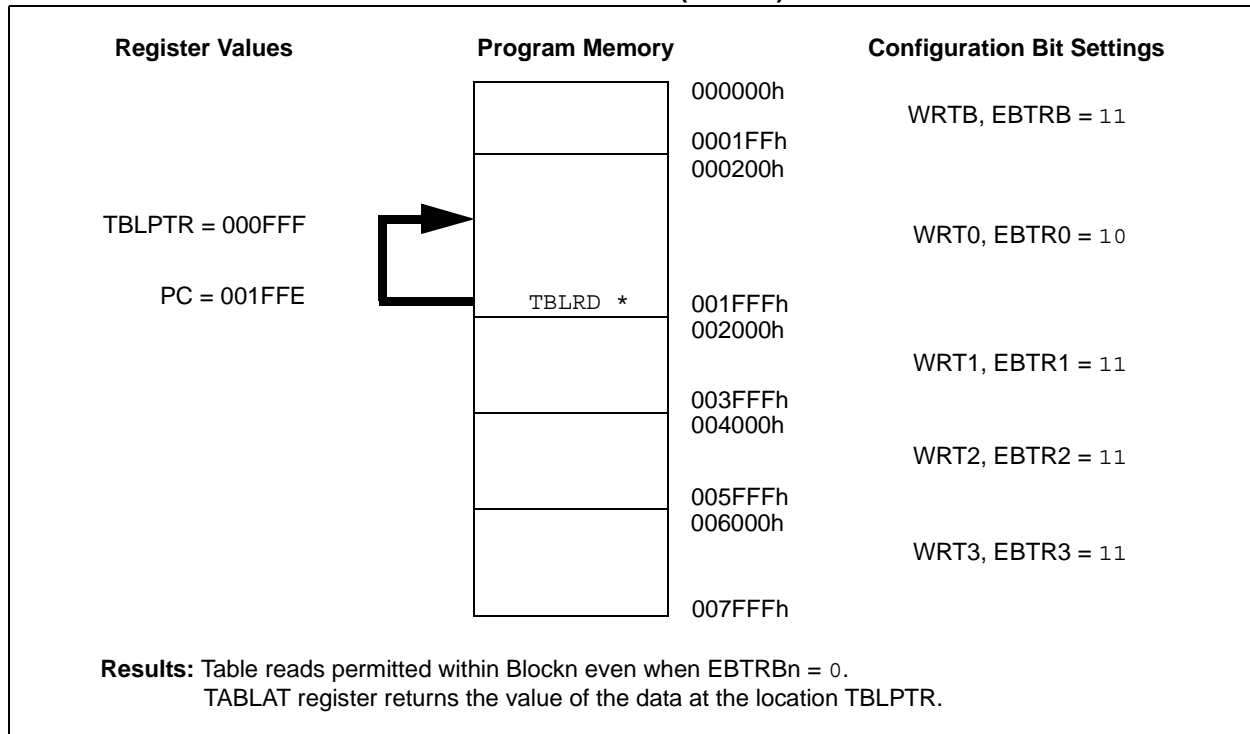 Register Values Program Memory Configuration Bit Settings
000000h
WRTB, EBTRB = 11
0001FFh
000200h
TBLPTR = 000FFF
WRT0, EBTR0 = 10
PC = 001FFE
TBLRD *
001FFFh
002000h
WRT1, EBTR1 = 11
003FFFh
004000h
WRT2, EBTR2 = 11
005FFFh
006000h
WRT3, EBTR3 = 11
007FFFh
Results: Table reads permitted within Blockn even when EBTRBn = 0.
TABLAT register returns the value of the data at the location TBLPTR.